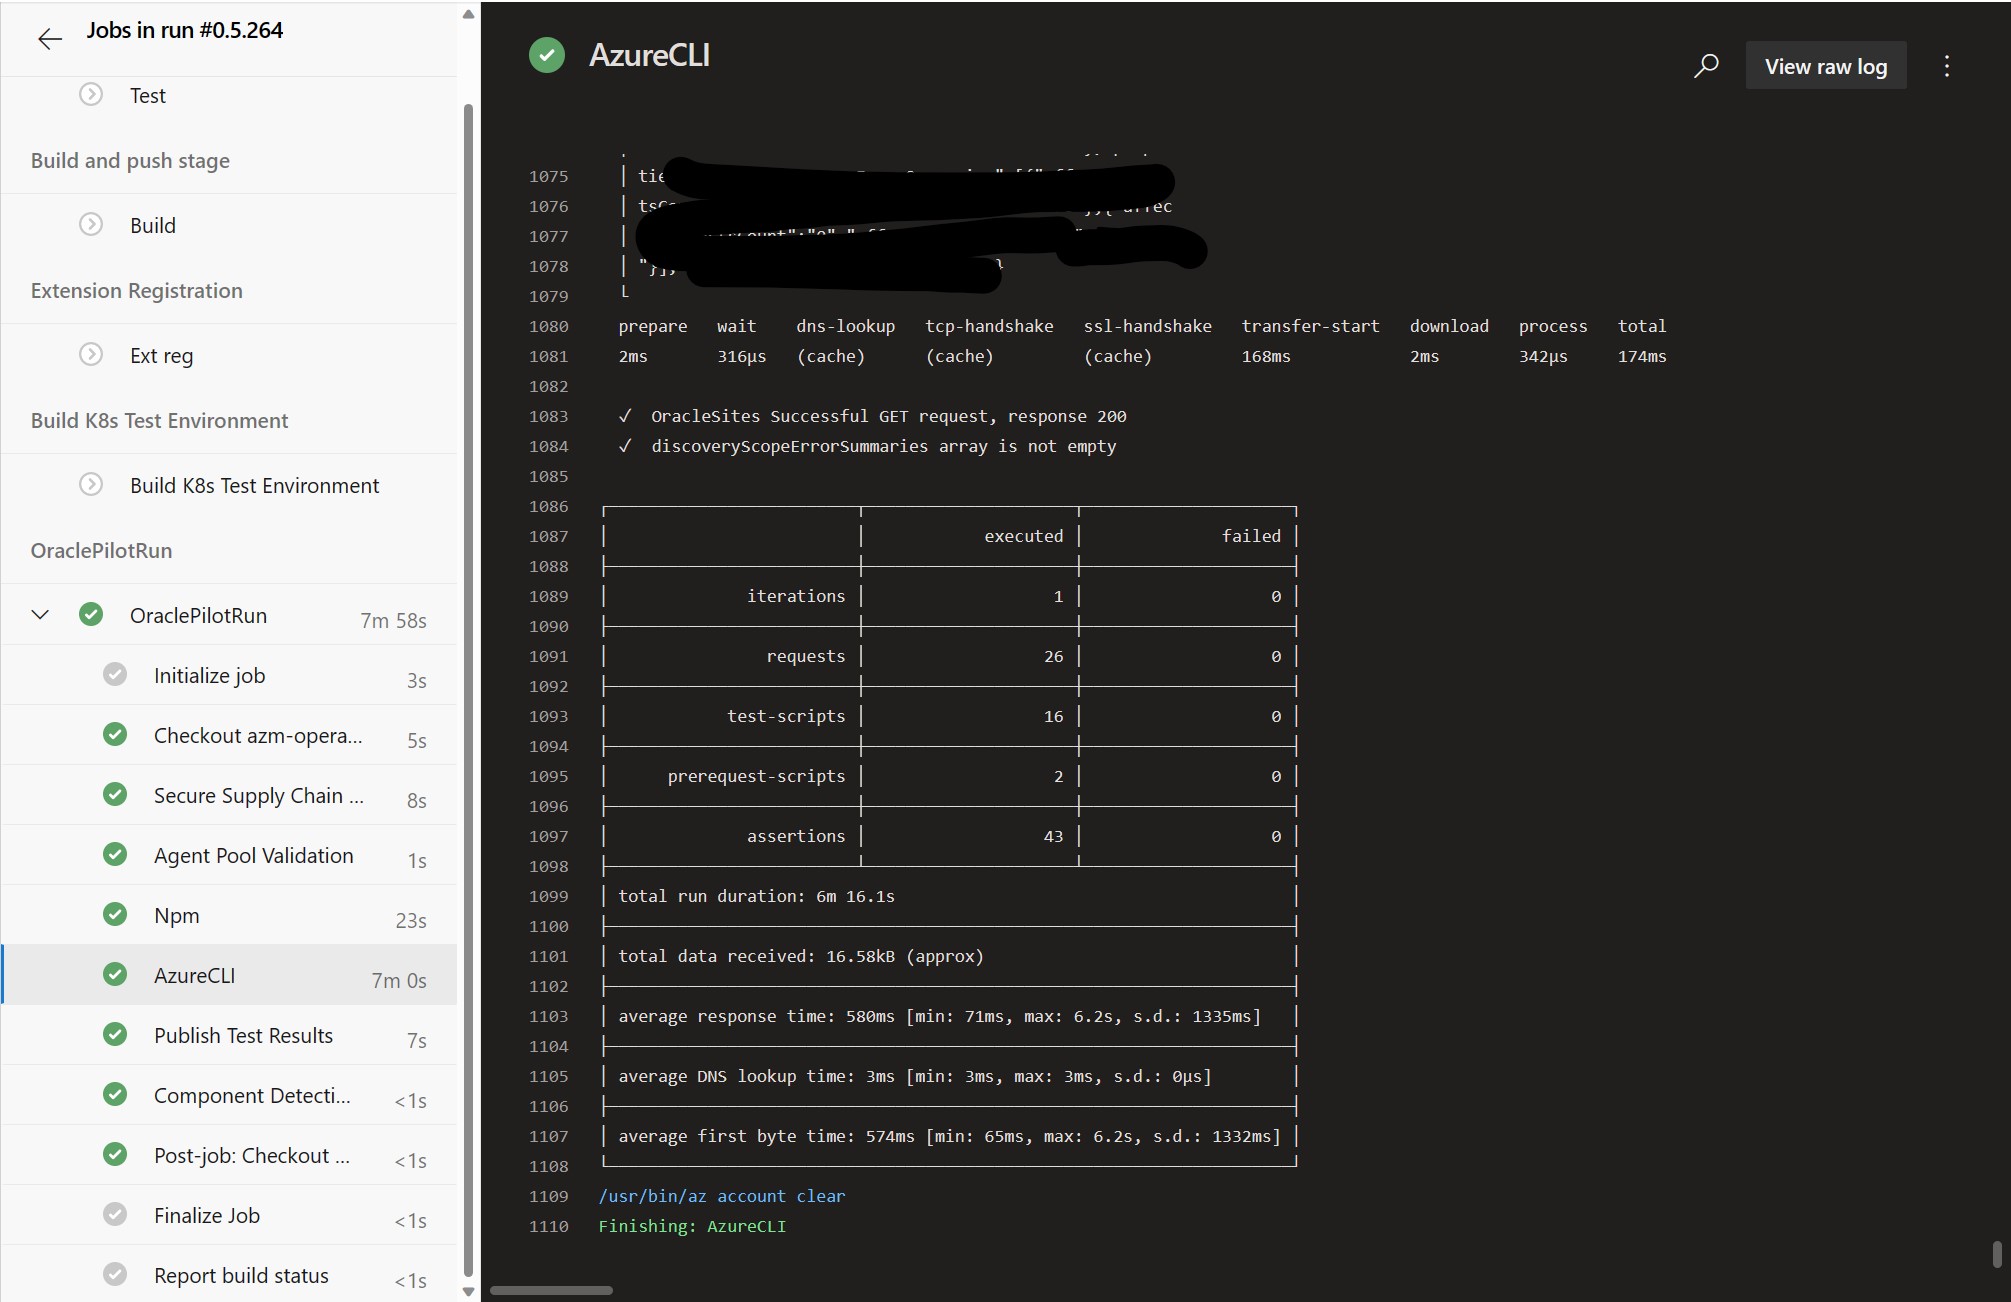 Jobs in run #0.5.264
Test
Build and push stage
Build
Extension Registration
Ext reg
Build K8s Test Environment
Build K8s Test Environment
OraclePilotRun
OraclePilotRun 7m 58s
Initialize job 3s
Checkout azm-opera... 5s
Secure Supply Chain ... 8s
Agent Pool Validation 1s
Npm 23s
AzureCLI 7m 0s
Publish Test Results 7s
Component Detecti... <1s
Post-job: Checkout ... <1s
Finalize Job <1s
Report build status <1s
AzureCLI
View raw log
1075 │ tie
1076 │
1077 │
1078 │ "}],
1079 └
1080 prepare wait dns-lookup tcp-handshake ssl-handshake transfer-start download process total
1081 2ms 316µs (cache) (cache) (cache) 168ms 2ms 342µs 174ms
1082
1083 √ OracleSites Successful GET request, response 200
1084 √ discoveryScopeErrorSummaries array is not empty
1085
1086
1087 │ │ executed │ failed │
1088
1089 │ iterations │ 1 │ 0 │
1090
1091 │ requests │ 26 │ 0 │
1092
1093 │ test-scripts │ 16 │ 0 │
1094
1095 │ prerequest-scripts │ 2 │ 0 │
1096
1097 │ assertions │ 43 │ 0 │
1098
1099 │ total run duration: 6m 16.1s │
1100
1101 │ total data received: 16.58kB (approx) │
1102
1103 │ average response time: 580ms [min: 71ms, max: 6.2s, s.d.: 1335ms] │
1104
1105 │ average DNS lookup time: 3ms [min: 3ms, max: 3ms, s.d.: 0µs] │
1106
1107 │ average first byte time: 574ms [min: 65ms, max: 6.2s, s.d.: 1332ms] │
1108
1109 /usr/bin/az account clear
1110 Finishing: AzureCLI